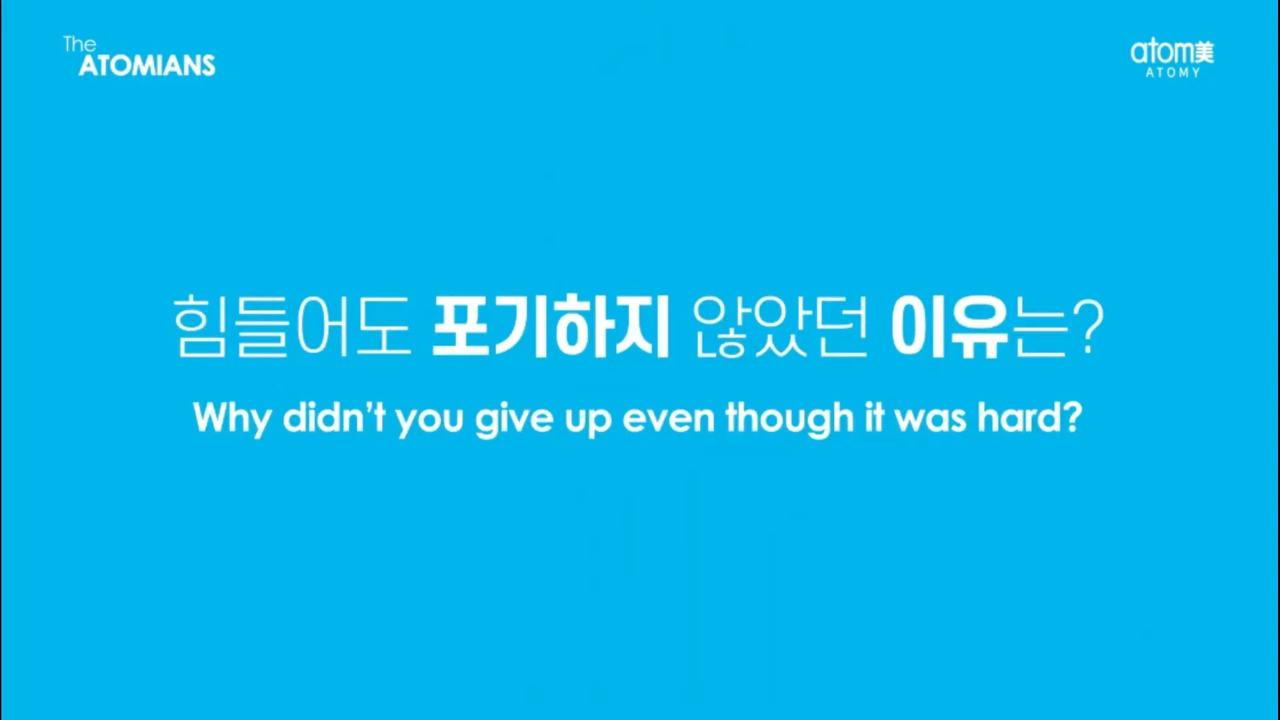 The
ATOMIANS
atom美
ATOMY
힘들어도 포기하지 않았던 이유는?
Why didn't you give up even though it was hard?